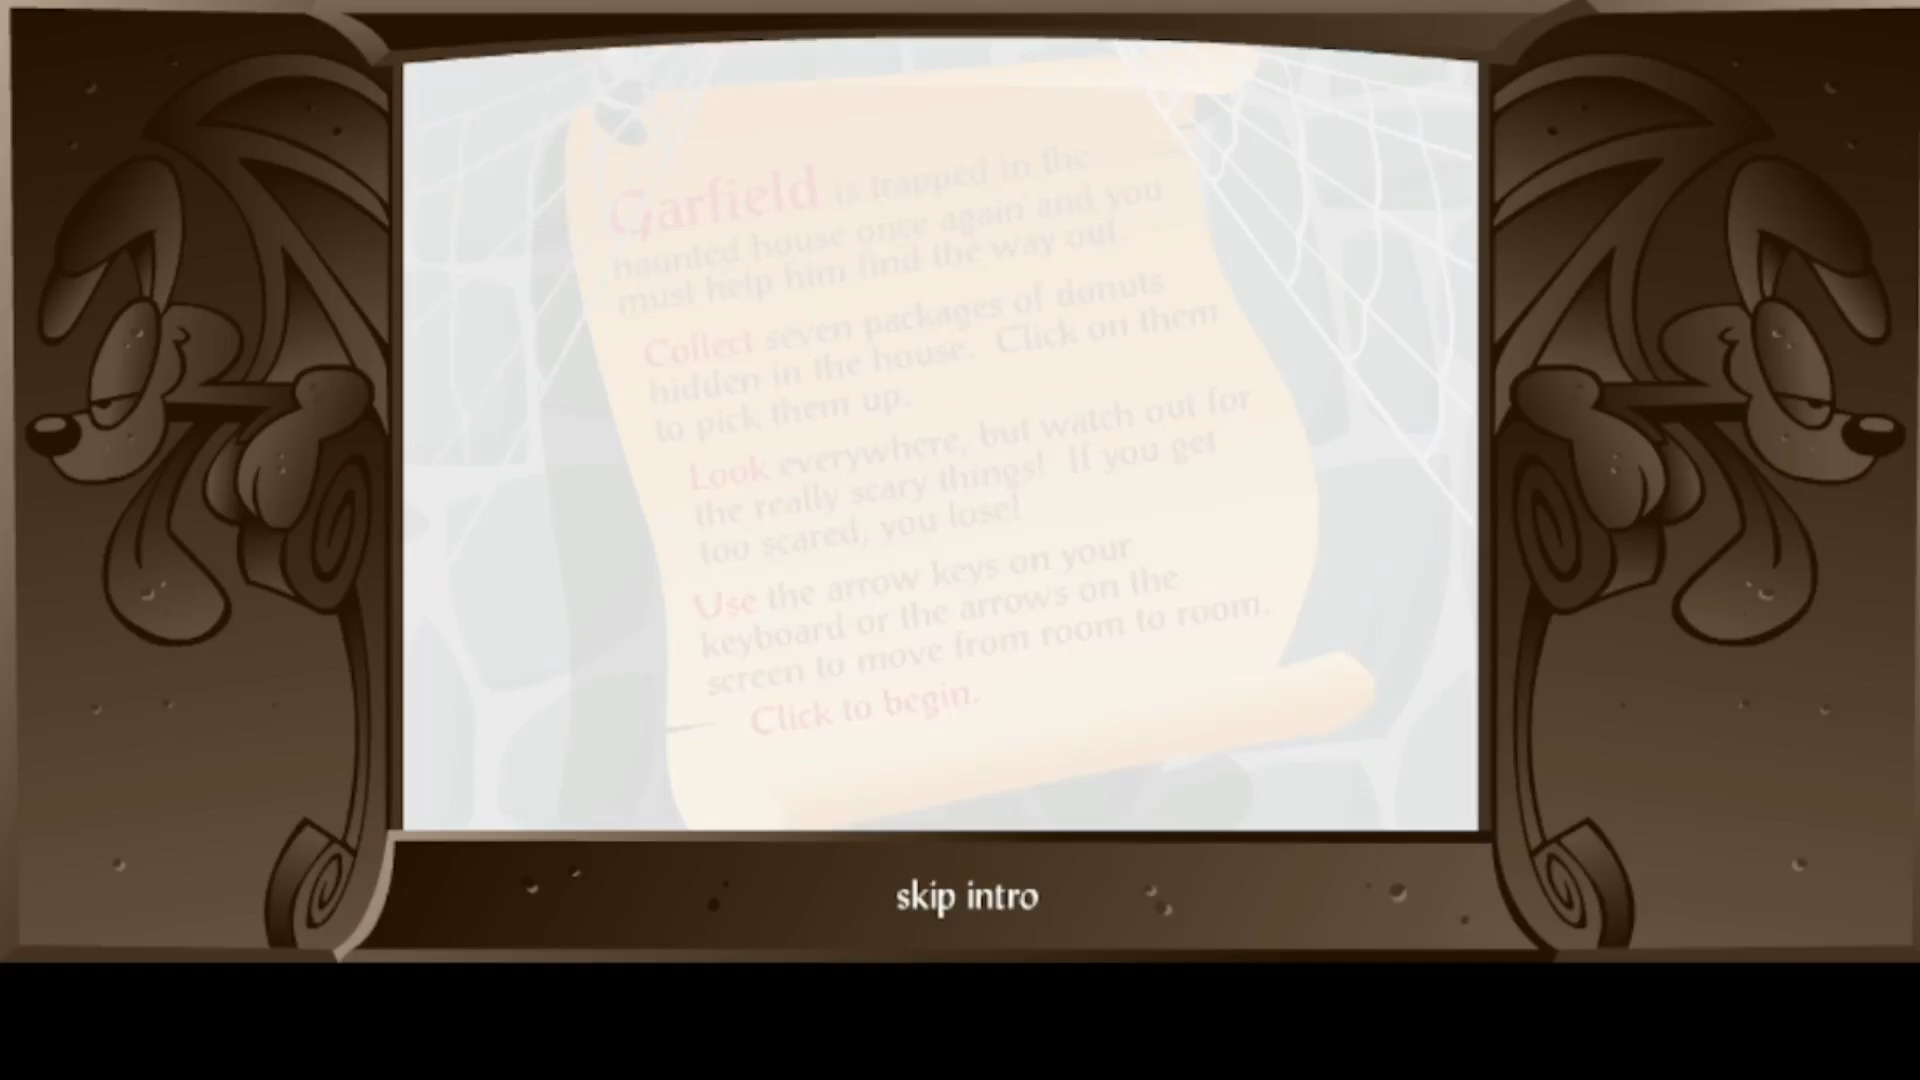 Garfield is trapped in the
haunted house once again and you
must help him find the way out.
Collect seven packages of donuts
hidden in the house. Click on them
to pick them up.
Look everywhere, but watch out for
the really scary things! If you get
too scared, you lose!
Use the arrow keys on your
keyboard or the arrows on the
screen to move from room to room.
Click to begin.
skip intro